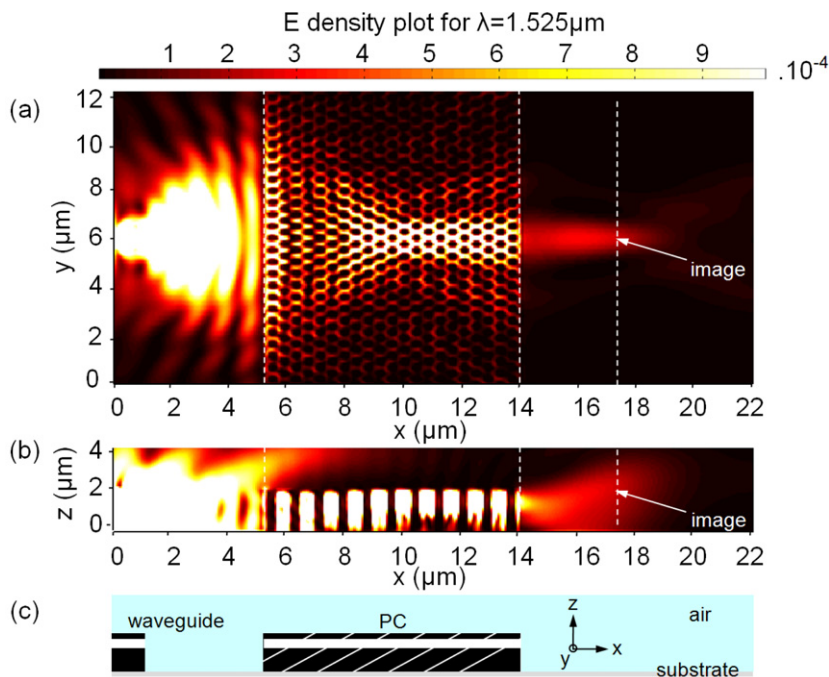 E density plot for λ=1.525μm
1 2 3 4 5 6 7 8 9 .10⁻⁴
(a)
12
10
8
6
4
2
0
y (μm)
image
0 2 4 6 8 10 12 14 16 18 20 22
x (μm)
(b)
4
2
0
z (μm)
image
0 2 4 6 8 10 12 14 16 18 20 22
x (μm)
(c)
waveguide PC z air
y x
substrate